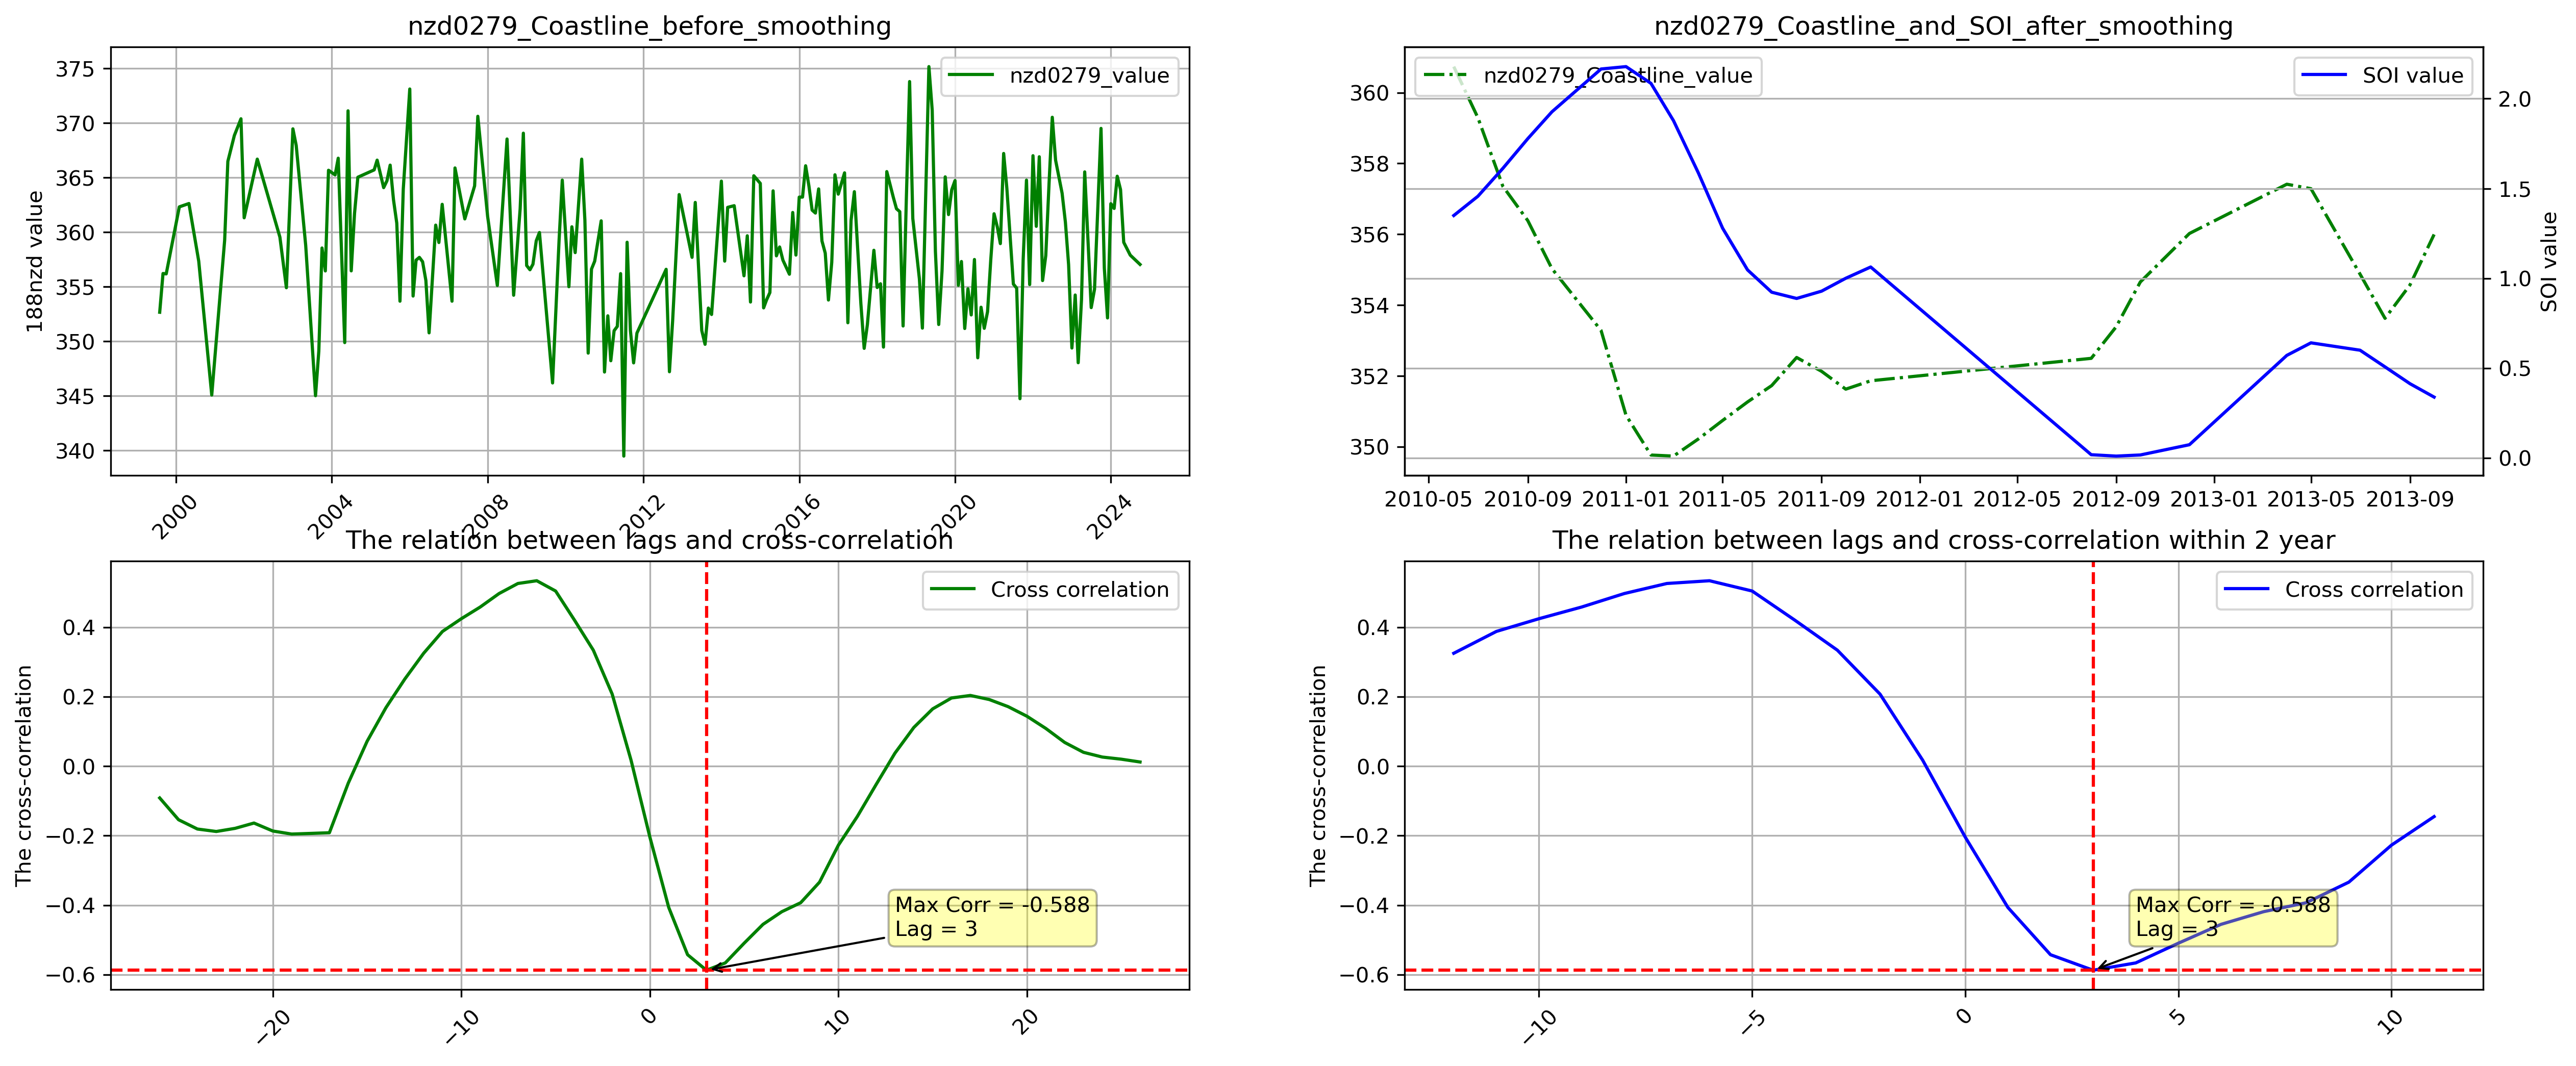 nzd0279_Coastline_before_smoothing
188nzd value
375
370
365
360
355
350
345
340
nzd0279_value
2000
2004
2008
2012
2016
2020
2024
nzd0279_Coastline_and_SOI_after_smoothing
360
358
356
354
352
350
nzd0279_Coastline_value
SOI value
2.0
1.5
1.0
0.5
0.0
SOI value
2010-05 2010-09 2011-01 2011-05 2011-09 2012-01 2012-05 2012-09 2013-01 2013-05 2013-09
The relation between lags and cross-correlation
The cross-correlation
0.4
0.2
0.0
−0.2
−0.4
−0.6
Cross correlation
Max Corr = -0.588
Lag = 3
−20
−10
0
10
20
The relation between lags and cross-correlation within 2 year
The cross-correlation
0.4
0.2
0.0
−0.2
−0.4
−0.6
Cross correlation
Max Corr = -0.588
Lag = 3
−10
−5
0
5
10